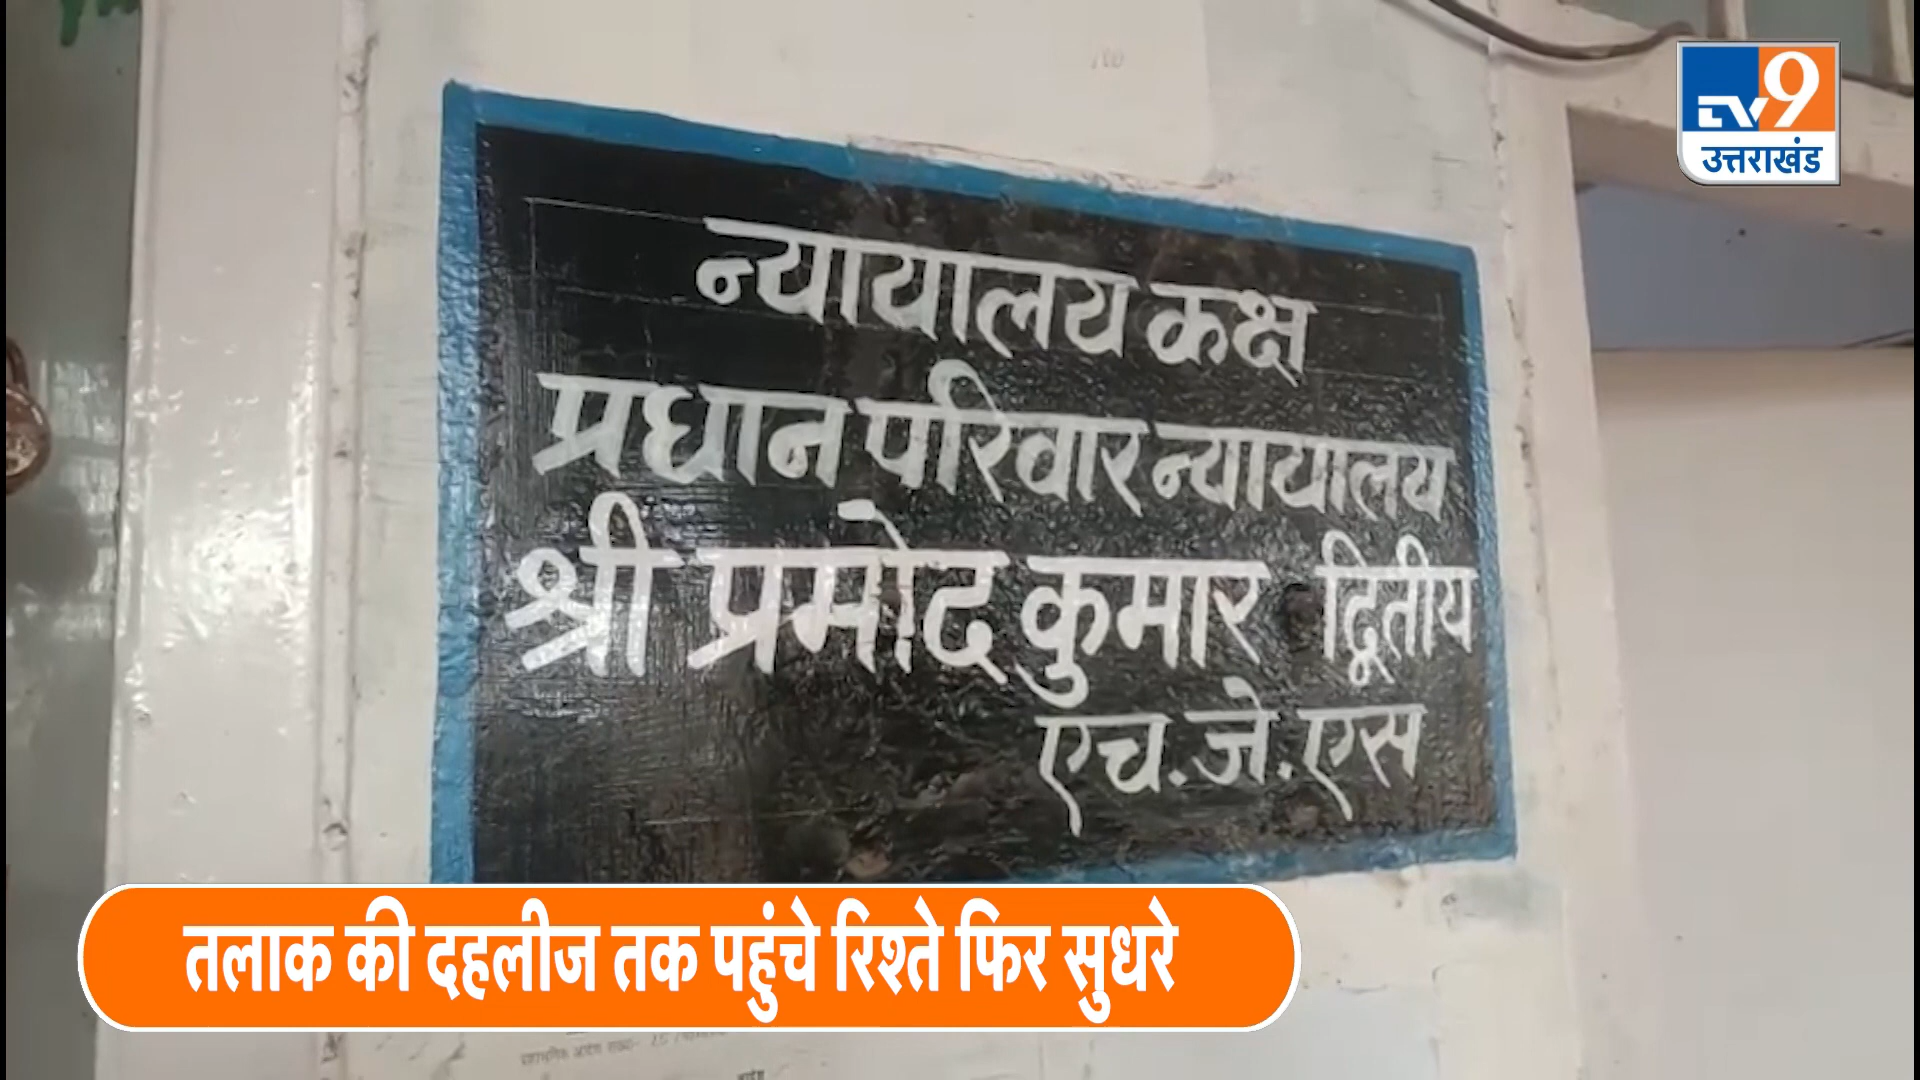 TV9
उत्तराखंड
न्यायालय कक्ष
प्रधान परिवार न्यायालय
श्री प्रमोद कुमार द्वितीय
एच.जे.एस
तलाक की दहलीज तक पहुंचे रिश्ते फिर सुधरे